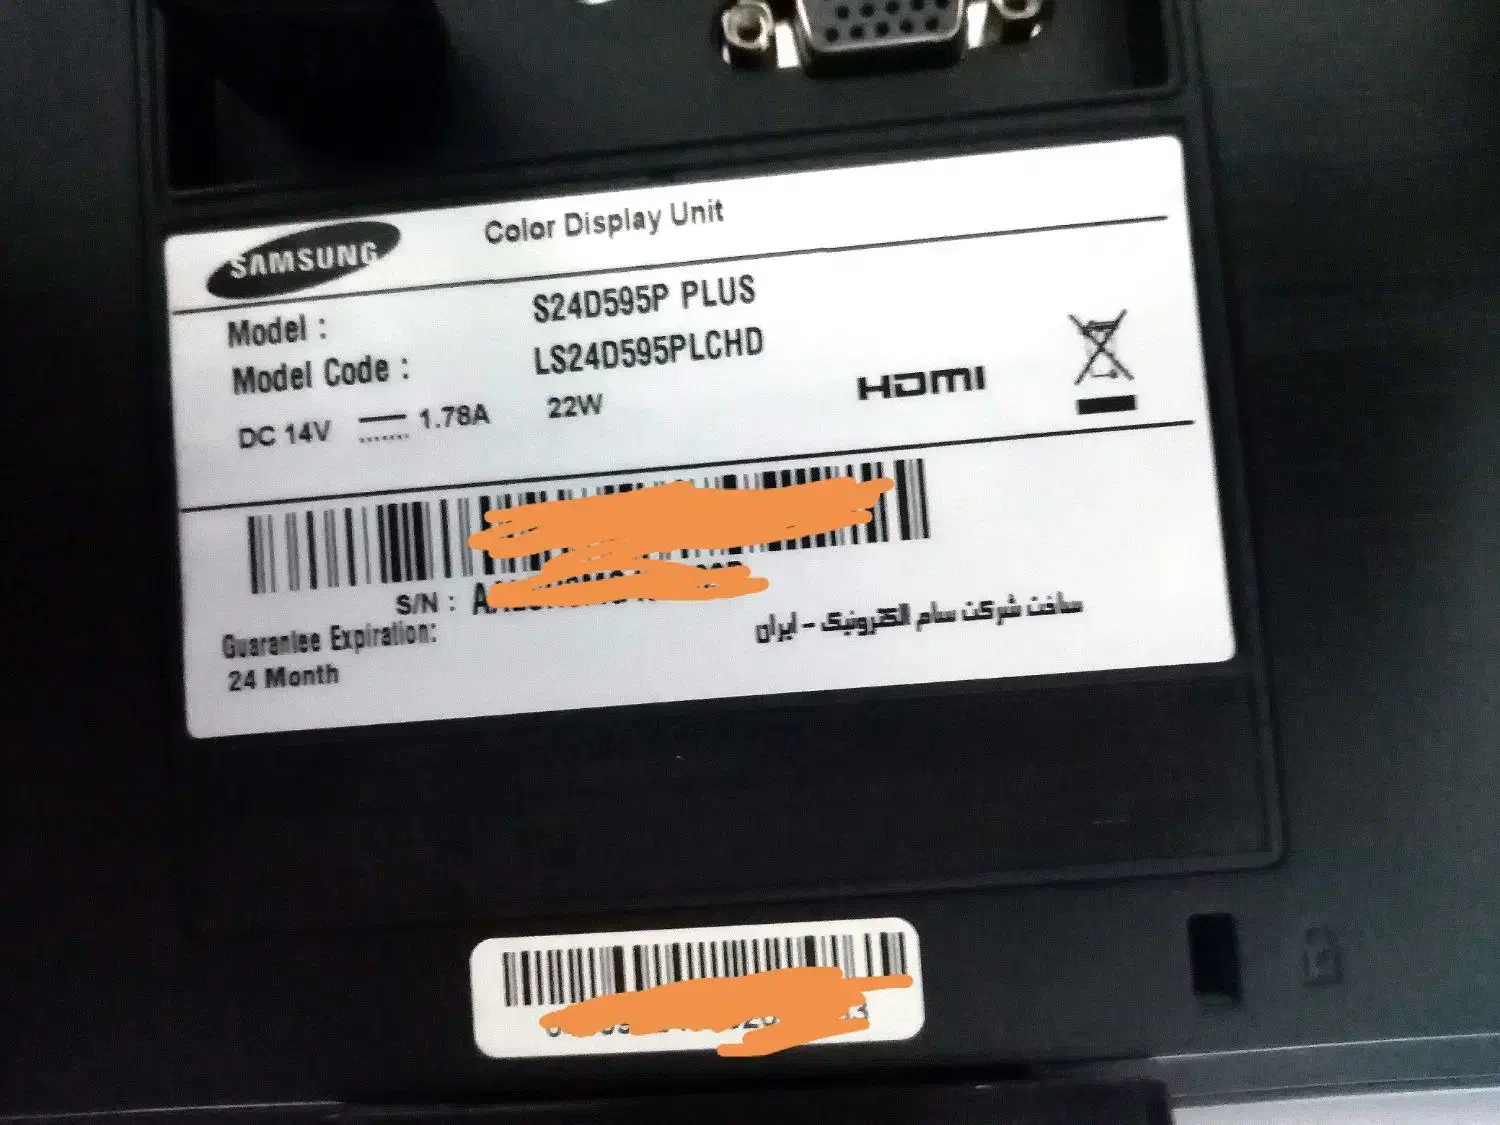 SAMSUNG Color Display Unit
Model : S24D595P PLUS
Model Code : LS24D595PLCHD
DC 14V 1.78A 22W HDMI
S/N :
Guarantee Expiration:
ساخت شرکت سام الکترونیک - ایران
24 Month